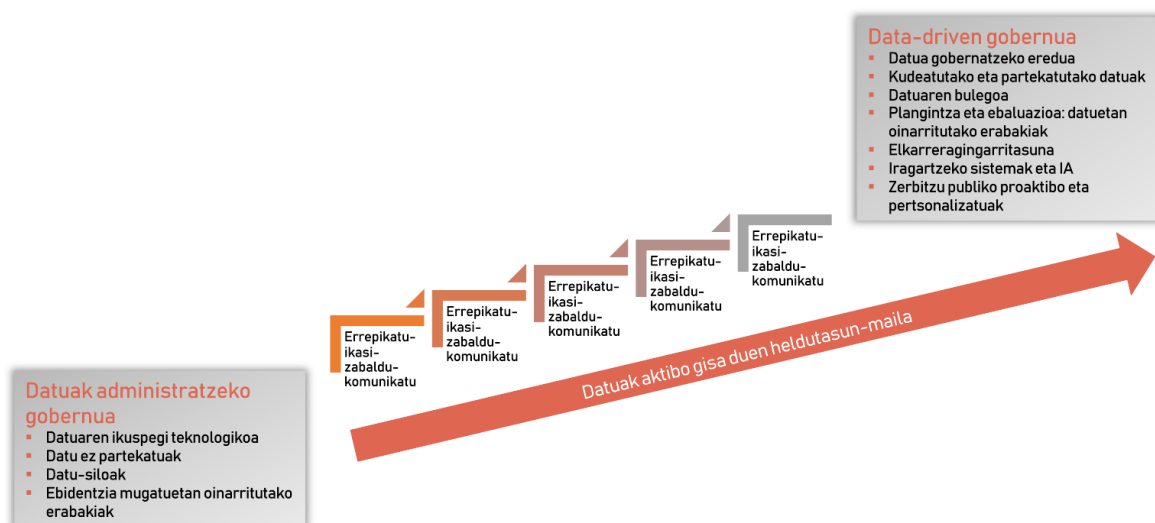 Data-driven gobernua
Datua gobernatzeko eredua
Kudeatutako eta partekatutako datuak
Datuaren bulegoa
Plangintza eta ebaluazioa: datuetan
oinarritutako erabakiak
Elkarreragingarritasuna
Iragartzeko sistemak eta IA
Zerbitzu publiko proaktibo eta
pertsonalizatuak
Errepikatu-
ikasi-
zabaldu-
komunikatu
Errepikatu-
ikasi-
zabaldu-
komunikatu
Errepikatu-
ikasi-
zabaldu-
komunikatu
Errepikatu-
ikasi-
zabaldu-
komunikatu
Errepikatu-
ikasi-
zabaldu-
komunikatu
Datuak aktibo gisa duen heldutasun-maila
Datuak administratzeko
gobernua
Datuaren ikuspegi teknologikoa
Datu ez partekatuak
Datu-siloak
Ebidentzia mugatuetan oinarritutako
erabakiak